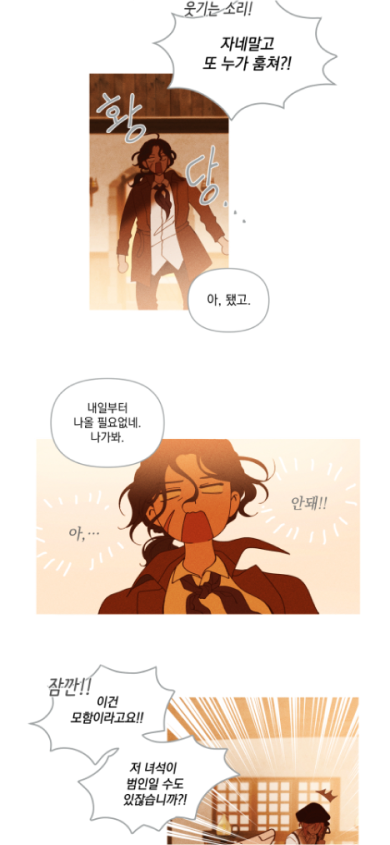 웃기는 소리!
자네말고
또 누가 훔쳐?!
황
당...
아, 됐고.
내일부터
나올 필요없네.
나가봐.
안돼!!
아,...
잠깐!!
이건
모함이라고요!!
저 녀석이
범인일 수도
있잖습니까?!